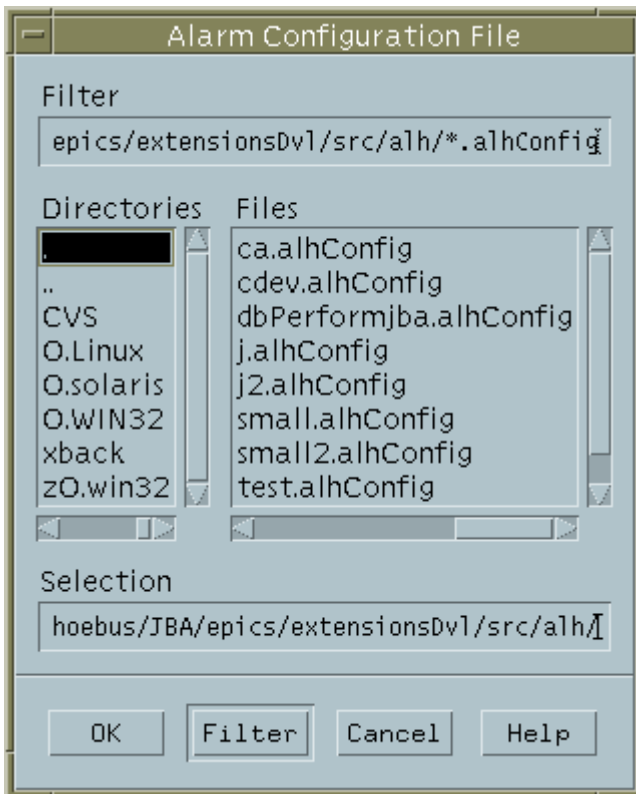 Alarm Configuration File
Filter
epics/extensionsDvl/src/alh/*.alhConfig
Directories
Files
.
..
CVS
O.Linux
O.solaris
O.WIN32
xback
zO.win32
ca.alhConfig
cdev.alhConfig
dbPerformjba.alhConfig
j.alhConfig
j2.alhConfig
small.alhConfig
small2.alhConfig
test.alhConfig
Selection
hoebus/JBA/epics/extensionsDvl/src/alh/
OK
Filter
Cancel
Help